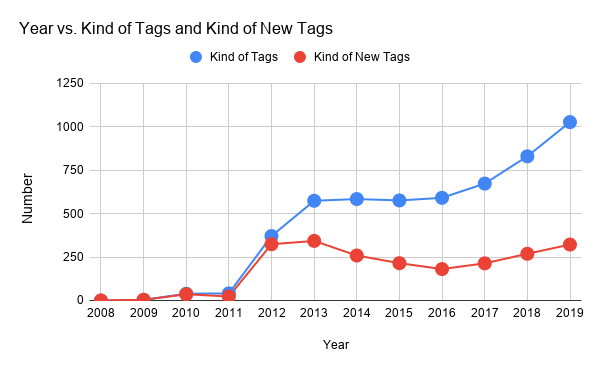 Year vs. Kind of Tags and Kind of New Tags
Kind of Tags
Kind of New Tags
1250
1000
750
500
250
0
Number
2008 2009 2010 2011 2012 2013 2014 2015 2016 2017 2018 2019
Year